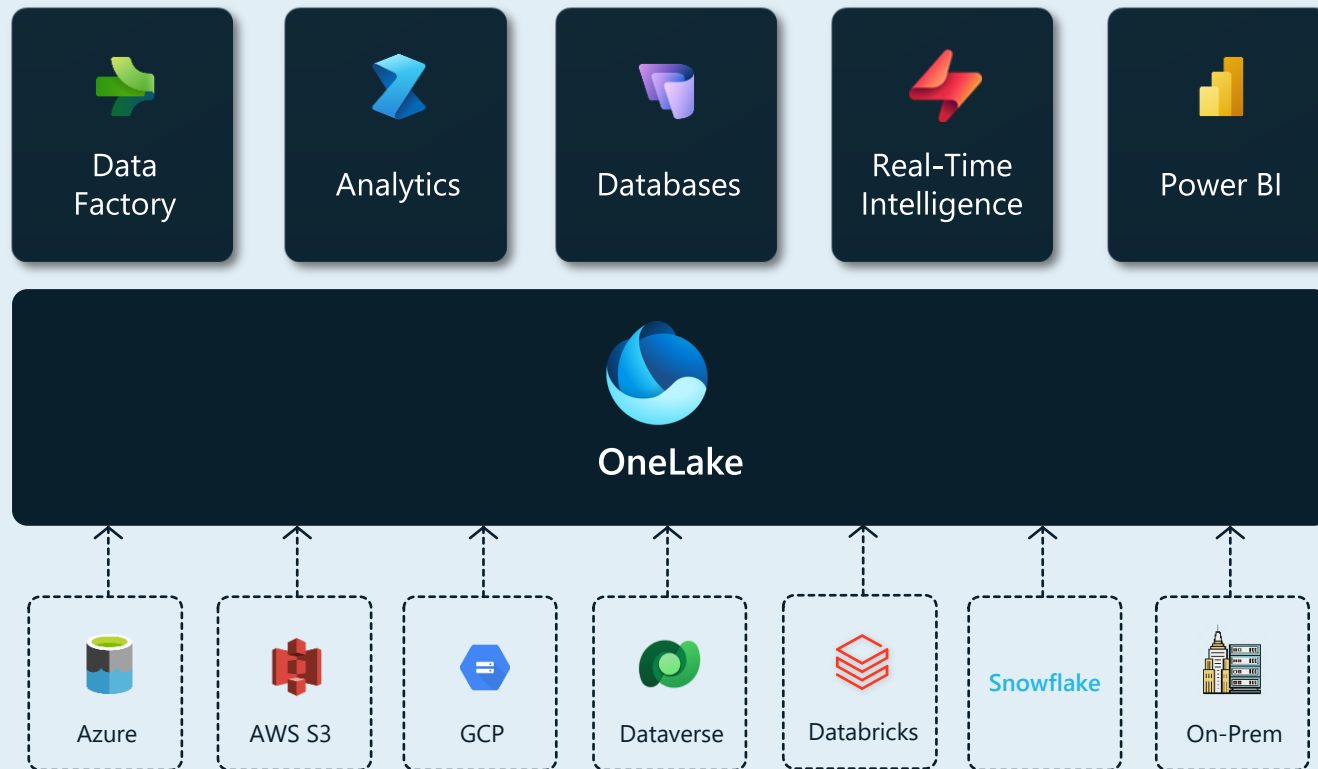 Data
Factory
Analytics
Databases
Real-Time
Intelligence
Power BI
OneLake
Azure
AWS S3
GCP
Dataverse
Databricks
Snowflake
On-Prem